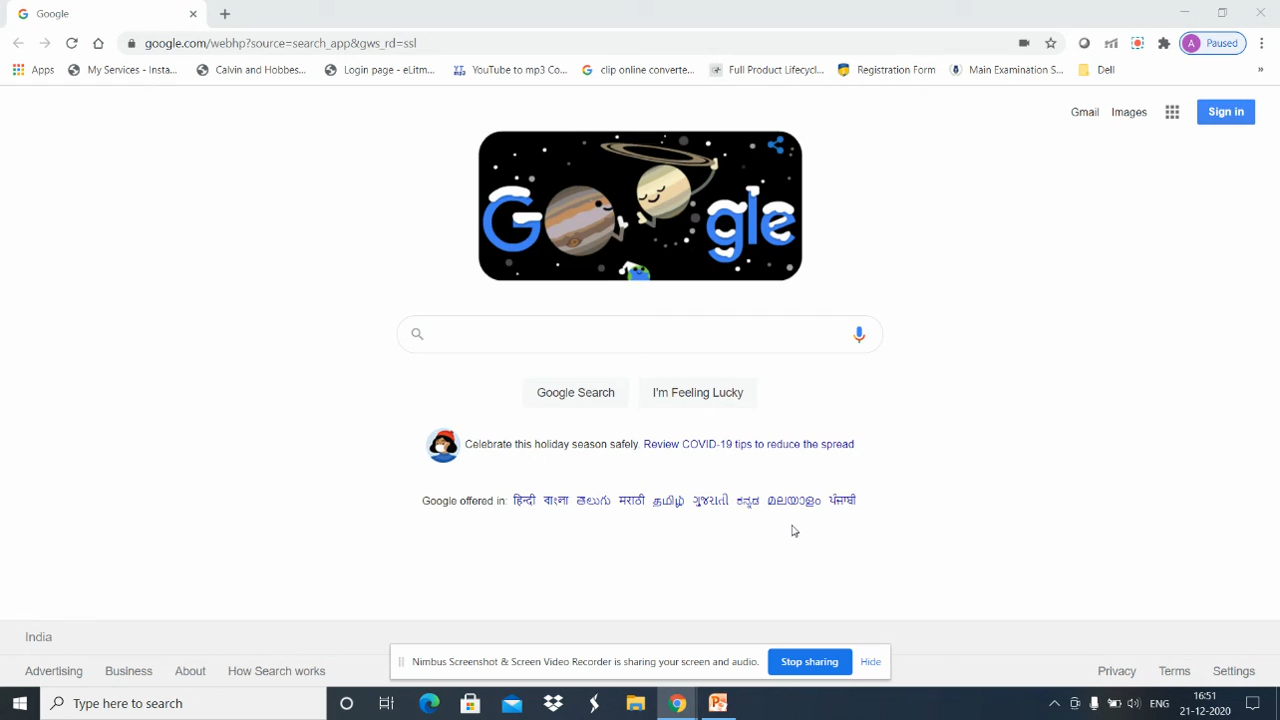 Google
google.com/webhp?source=search_app&gws_rd=ssl
Paused
Apps My Services - Insta... Calvin and Hobbes... Login page - eLitm... YouTube to mp3 Co... clip online converte... Full Product Lifecycl... Registration Form Main Examination S... Dell »
Gmail Images Sign in
Google
Google Search I'm Feeling Lucky
Celebrate this holiday season safely. Review COVID-19 tips to reduce the spread
Google offered in: हिन्दी বাংলা తెలుగు मराठी தமிழ் ગુજરાતી ಕನ್ನಡ മലയാളം ਪੰਜਾਬੀ
India
Nimbus Screenshot & Screen Video Recorder is sharing your screen and audio. Stop sharing Hide
Advertising Business About How Search works Privacy Terms Settings
Type here to search ENG 16:51
21-12-2020